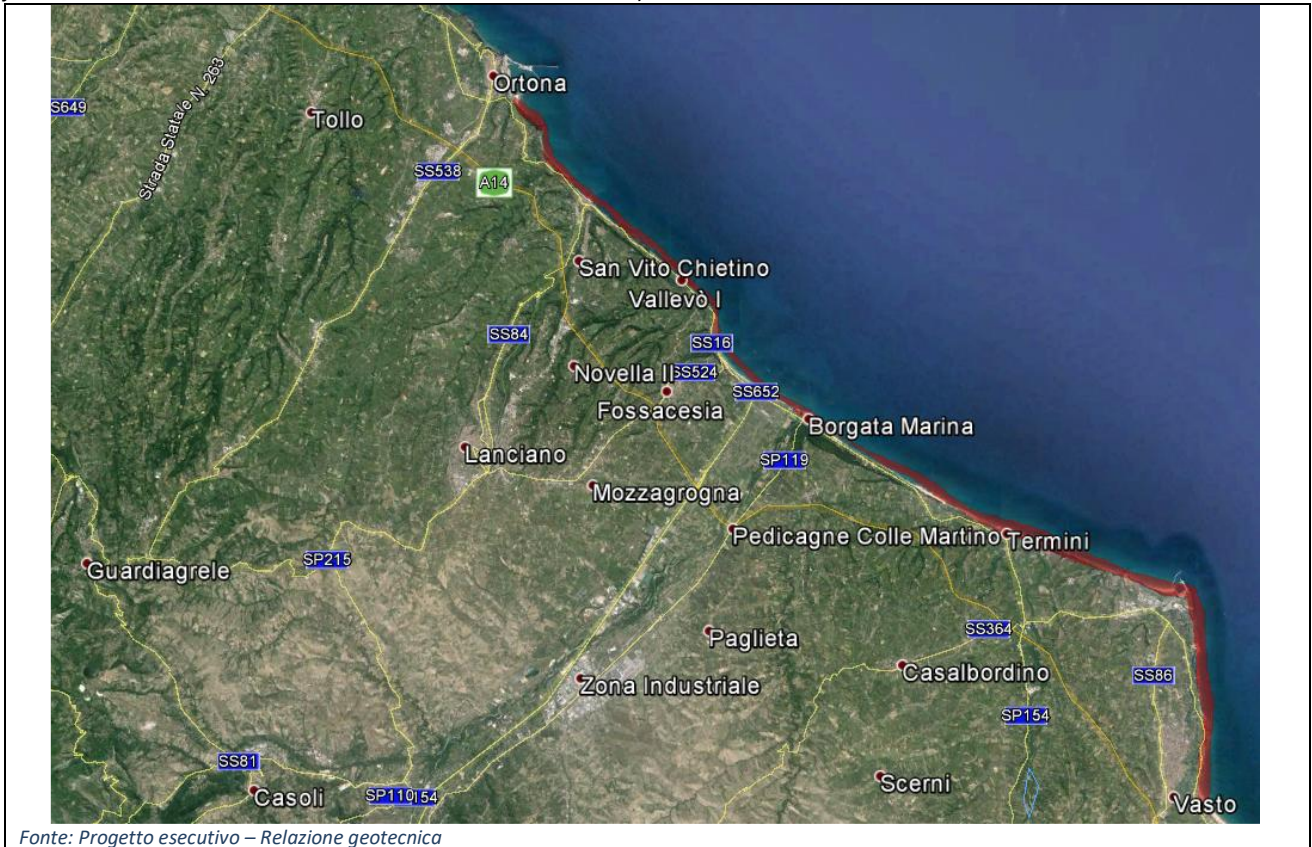 Ortona
S649
Strada Statale N. 263
Tollo
SS538
A14
San Vito Chietino
Vallevò I
SS84
SS16
Novella II
SS524
SS652
Fossacesia
Borgata Marina
Lanciano
SP119
Mozzagrogna
Pedicagne Colle Martino
Termini
SP215
Guardiagrele
SS364
Paglieta
Casalbordino
SS86
Zona Industriale
SP154
SS81
Casoli
SP110
154
Scerni
Vasto
Fonte: Progetto esecutivo – Relazione geotecnica